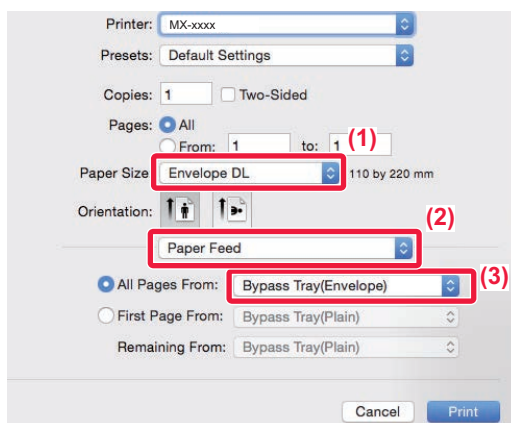 Printer: MX-xxxx
Presets: Default Settings
Copies: 1 Two-Sided
Pages: All
From: 1 to: 1 (1)
Paper Size Envelope DL 110 by 220 mm
Orientation:
(2)
Paper Feed
(3)
All Pages From: Bypass Tray(Envelope)
First Page From: Bypass Tray(Plain)
Remaining From: Bypass Tray(Plain)
Cancel Print